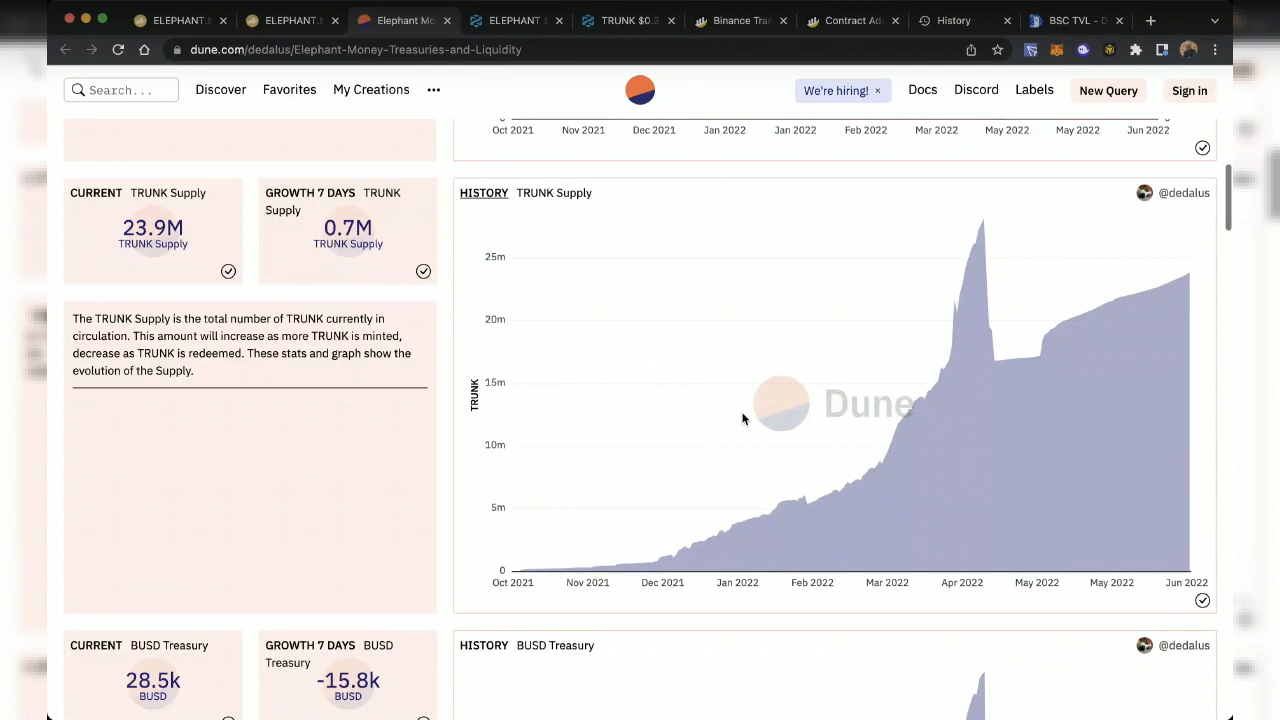 ELEPHANT.M
ELEPHANT.M
Elephant Mo
ELEPHANT $
TRUNK $0.3
Binance Tra
Contract Ad
History
BSC TVL - D
dune.com/dedalus/Elephant-Money-Treasuries-and-Liquidity
Search...
Discover
Favorites
My Creations
We're hiring! ×
Docs
Discord
Labels
New Query
Sign in
0
0
Oct 2021 Nov 2021 Dec 2021 Jan 2022 Jan 2022 Feb 2022 Mar 2022 Apr 2022 May 2022 May 2022 Jun 2022
CURRENT TRUNK Supply
23.9M
TRUNK Supply
GROWTH 7 DAYS TRUNK
Supply
0.7M
TRUNK Supply
The TRUNK Supply is the total number of TRUNK currently in
circulation. This amount will increase as more TRUNK is minted,
decrease as TRUNK is redeemed. These stats and graph show the
evolution of the Supply.
HISTORY TRUNK Supply
@dedalus
25m
20m
15m
10m
5m
0
TRUNK
Dune
Oct 2021 Nov 2021 Dec 2021 Jan 2022 Feb 2022 Mar 2022 Apr 2022 May 2022 May 2022 Jun 2022
CURRENT BUSD Treasury
28.5k
BUSD
GROWTH 7 DAYS BUSD
Treasury
-15.8k
BUSD
HISTORY BUSD Treasury
@dedalus